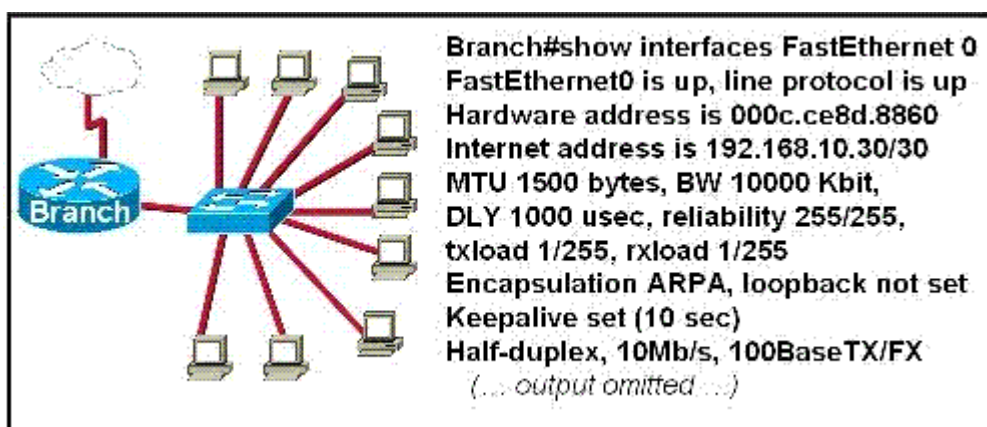 Branch#show interfaces FastEthernet 0
FastEthernet0 is up, line protocol is up
Hardware address is 000c.ce8d.8860
Internet address is 192.168.10.30/30
MTU 1500 bytes, BW 10000 Kbit,
DLY 1000 usec, reliability 255/255,
txload 1/255, rxload 1/255
Encapsulation ARPA, loopback not set
Keepalive set (10 sec)
Half-duplex, 10Mb/s, 100BaseTX/FX
(... output omitted ...)
Branch